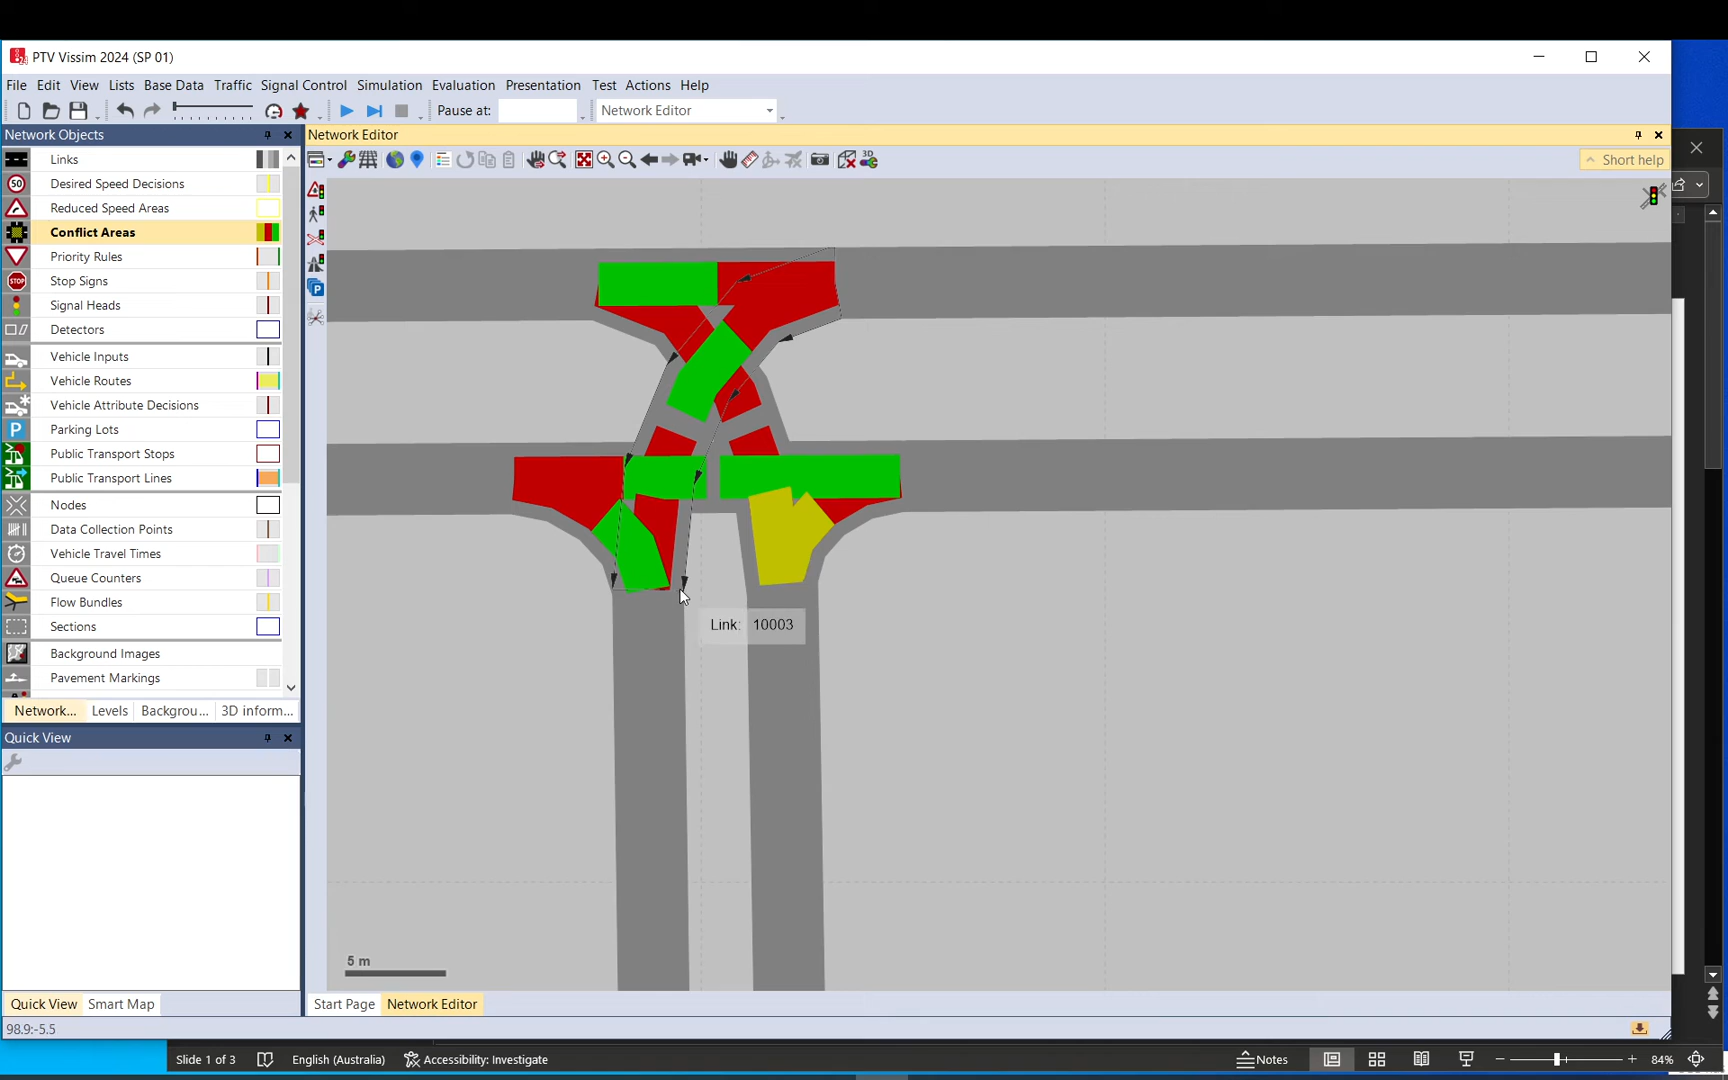 PTV Vissim 2024 (SP 01)
File Edit View Lists Base Data Traffic Signal Control Simulation Evaluation Presentation Test Actions Help
Pause at: Network Editor
Network Objects
Network Editor
Short help
Links
50 Desired Speed Decisions
Reduced Speed Areas
Conflict Areas
Priority Rules
STOP Stop Signs
Signal Heads
Detectors
Vehicle Inputs
Vehicle Routes
Vehicle Attribute Decisions
P Parking Lots
Public Transport Stops
Public Transport Lines
Nodes
Data Collection Points
Vehicle Travel Times
Queue Counters
Flow Bundles
Sections
Background Images
Pavement Markings
Network... Levels Backgrou... 3D inform...
Quick View
3D
P
Link: 10003
5 m
Quick View Smart Map
Start Page Network Editor
98.9:-5.5
Slide 1 of 3 English (Australia) Accessibility: Investigate Notes 84%